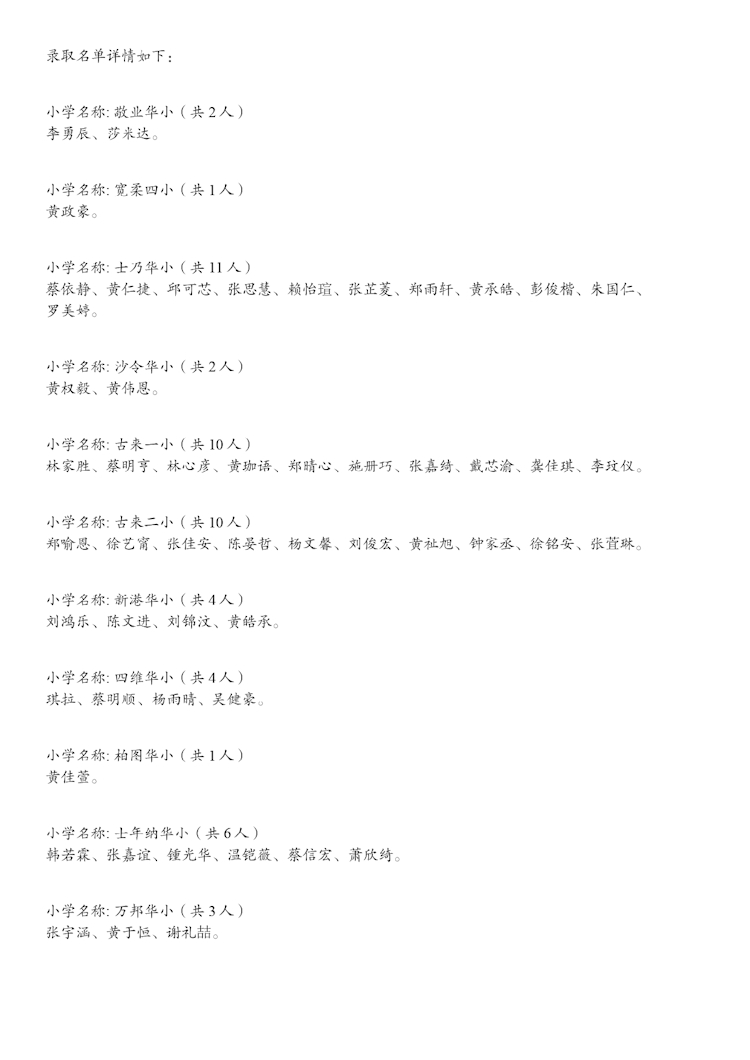 录取名单详情如下：
小学名称: 敬业华小（共 2 人）
李勇辰、莎米达。
小学名称: 宽柔四小（共 1 人）
黄政豪。
小学名称: 士乃华小（共 11 人）
蔡依静、黄仁捷、邱可芯、张思慧、赖怡瑄、张芷菱、郑雨轩、黄承皓、彭俊楷、朱国仁、
罗美婷。
小学名称: 沙令华小（共 2 人）
黄权毅、黄伟恩。
小学名称: 古来一小（共 10 人）
林家胜、蔡明亨、林心彦、黄珈语、郑晴心、施册巧、张嘉绮、戴芯渝、龚佳琪、李玟仪。
小学名称: 古来二小（共 10 人）
郑喻恩、徐艺甯、张佳安、陈晏哲、杨文馨、刘俊宏、黄祉旭、钟家丞、徐铭安、张萓琳。
小学名称: 新港华小（共 4 人）
刘鸿乐、陈文进、刘锦汶、黄皓承。
小学名称: 四维华小（共 4 人）
琪拉、蔡明顺、杨雨晴、吴健豪。
小学名称: 柏图华小（共 1 人）
黄佳萱。
小学名称: 士年纳华小（共 6 人）
韩若霖、张嘉谊、锺光华、温铠薇、蔡信宏、萧欣绮。
小学名称: 万邦华小（共 3 人）
张宇涵、黄于恒、谢礼喆。